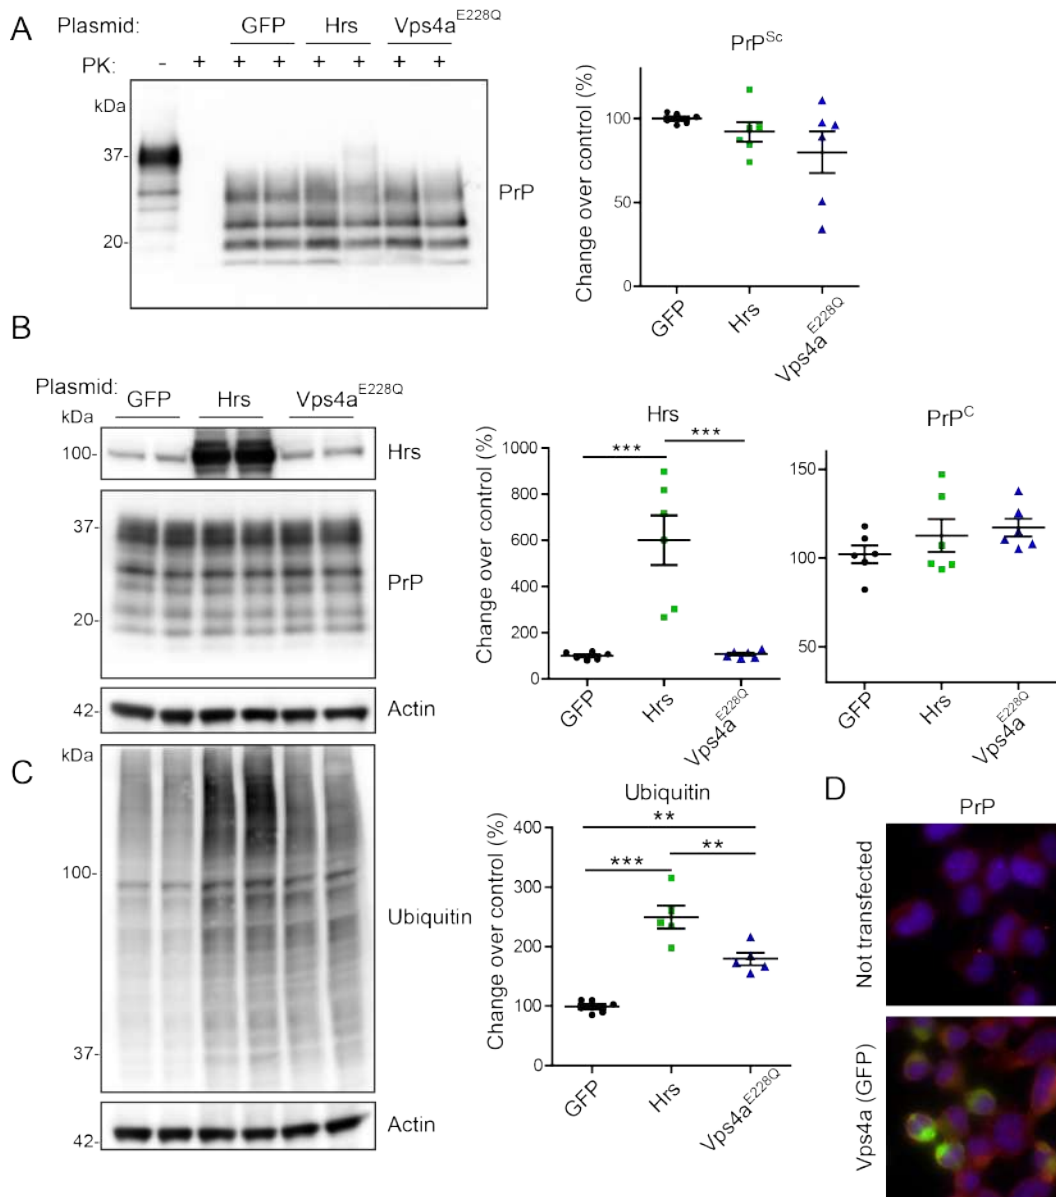 A
Plasmid: GFP Hrs Vps4a^E228Q
PK: - + + + + + + +
kDa
37-
20-
PrP
PrP^Sc
Change over control (%)
100
50
0
GFP
Hrs
Vps4a^E228Q
B
Plasmid: GFP Hrs Vps4a^E228Q
kDa
100-
Hrs
37-
20-
PrP
42-
Actin
Hrs
Change over control (%)
1000
800
600
400
200
0
*** ***
GFP
Hrs
Vps4a^E228Q
PrP^C
150
100
50
GFP
Hrs
Vps4a^E228Q
C
kDa
100-
37-
Ubiquitin
42-
Actin
Ubiquitin
Change over control (%)
400
300
200
100
0
**
*** **
GFP
Hrs
Vps4a^E228Q
D
PrP
Not transfected
Vps4a (GFP)